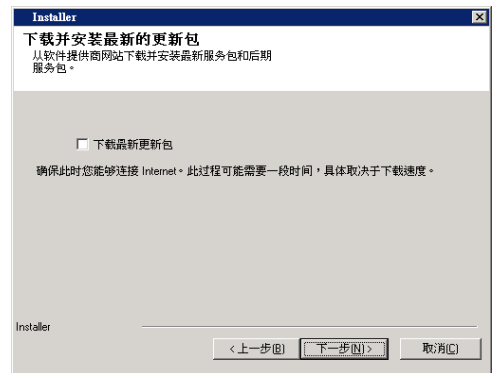 Installer
下载并安装最新的更新包
从软件提供商网站下载并安装最新服务包和后期
服务包。
下载最新更新包
确保此时您能够连接 Internet。此过程可能需要一段时间，具体取决于下载速度。
Installer
<上一步(B) 下一步(N)> 取消(C)